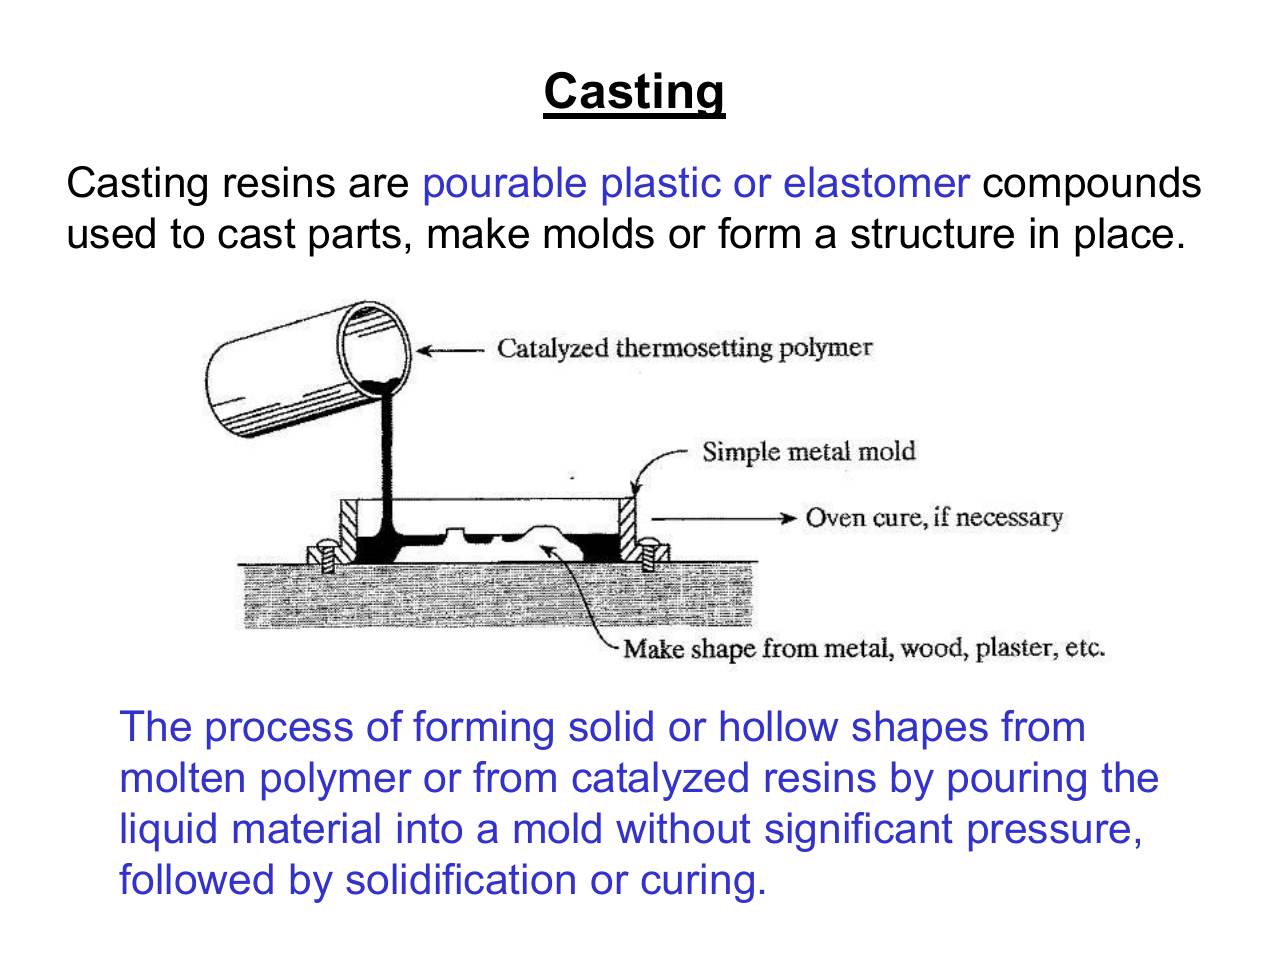 Casting
Casting resins are pourable plastic or elastomer compounds
used to cast parts, make molds or form a structure in place.
Catalyzed thermosetting polymer
Simple metal mold
Oven cure, if necessary
Make shape from metal, wood, plaster, etc.
The process of forming solid or hollow shapes from
molten polymer or from catalyzed resins by pouring the
liquid material into a mold without significant pressure,
followed by solidification or curing.